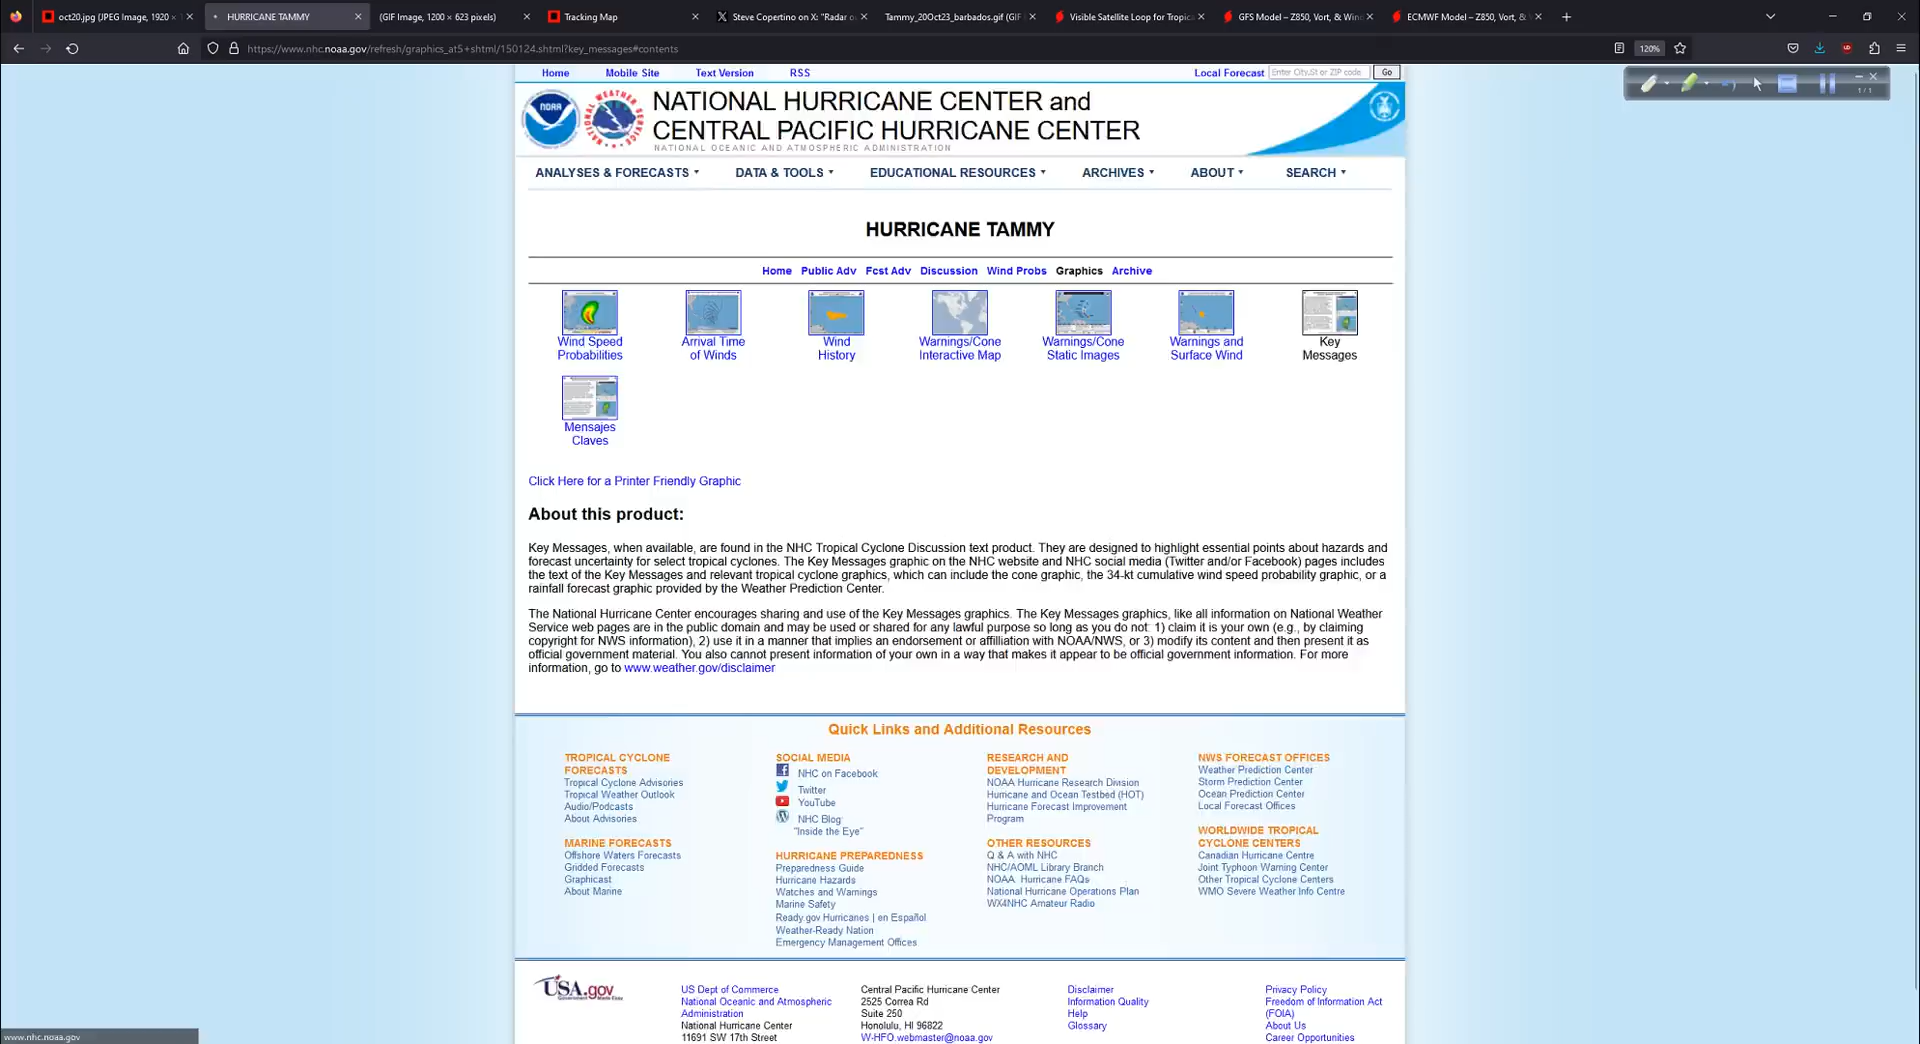 oct20.jpg (JPEG Image, 1920 ×
HURRICANE TAMMY
(GIF Image, 1200 × 623 pixels)
Tracking Map
Steve Copertino on X: "Radar o
Tammy_20Oct23_barbados.gif (GIF
Visible Satellite Loop for Tropica
GFS Model – Z850, Vort, & Wind
ECMWF Model – Z850, Vort, &
https://www.nhc.noaa.gov/refresh/graphics_at5+shtml/150124.shtml?key_messages#contents
120%
Home Mobile Site Text Version RSS
Local Forecast Enter City,St or ZIP code Go
1 / 1
NOAA
NATIONAL HURRICANE CENTER and
CENTRAL PACIFIC HURRICANE CENTER
NATIONAL OCEANIC AND ATMOSPHERIC ADMINISTRATION
ANALYSES & FORECASTS DATA & TOOLS EDUCATIONAL RESOURCES ARCHIVES ABOUT SEARCH
HURRICANE TAMMY
Home Public Adv Fcst Adv Discussion Wind Probs Graphics Archive
Wind Speed
Probabilities
Arrival Time
of Winds
Wind
History
Warnings/Cone
Interactive Map
Warnings/Cone
Static Images
Warnings and
Surface Wind
Key
Messages
Mensajes
Claves
Click Here for a Printer Friendly Graphic
About this product:
Key Messages, when available, are found in the NHC Tropical Cyclone Discussion text product. They are designed to highlight essential points about hazards and
forecast uncertainty for select tropical cyclones. The Key Messages graphic on the NHC website and NHC social media (Twitter and/or Facebook) pages includes
the text of the Key Messages and relevant tropical cyclone graphics, which can include the cone graphic, the 34-kt cumulative wind speed probability graphic, or a
rainfall forecast graphic provided by the Weather Prediction Center.
The National Hurricane Center encourages sharing and use of the Key Messages graphics. The Key Messages graphics, like all information on National Weather
Service web pages are in the public domain and may be used or shared for any lawful purpose so long as you do not: 1) claim it is your own (e.g., by claiming
copyright for NWS information), 2) use it in a manner that implies an endorsement or affilliation with NOAA/NWS, or 3) modify its content and then present it as
official government material. You also cannot present information of your own in a way that makes it appear to be official government information. For more
information, go to www.weather.gov/disclaimer
Quick Links and Additional Resources
TROPICAL CYCLONE
FORECASTS
Tropical Cyclone Advisories
Tropical Weather Outlook
Audio/Podcasts
About Advisories
MARINE FORECASTS
Offshore Waters Forecasts
Gridded Forecasts
Graphicast
About Marine
SOCIAL MEDIA
NHC on Facebook
Twitter
YouTube
NHC Blog:
"Inside the Eye"
HURRICANE PREPAREDNESS
Preparedness Guide
Hurricane Hazards
Watches and Warnings
Marine Safety
Ready.gov Hurricanes | en Español
Weather-Ready Nation
Emergency Management Offices
RESEARCH AND
DEVELOPMENT
NOAA Hurricane Research Division
Hurricane and Ocean Testbed (HOT)
Hurricane Forecast Improvement
Program
OTHER RESOURCES
Q & A with NHC
NHC/AOML Library Branch
NOAA: Hurricane FAQs
National Hurricane Operations Plan
WX4NHC Amateur Radio
NWS FORECAST OFFICES
Weather Prediction Center
Storm Prediction Center
Ocean Prediction Center
Local Forecast Offices
WORLDWIDE TROPICAL
CYCLONE CENTERS
Canadian Hurricane Centre
Joint Typhoon Warning Center
Other Tropical Cyclone Centers
WMO Severe Weather Info Centre
USA.gov
US Dept of Commerce
National Oceanic and Atmospheric
Administration
National Hurricane Center
11691 SW 17th Street
Central Pacific Hurricane Center
2525 Correa Rd
Suite 250
Honolulu, HI 96822
W-HFO.webmaster@noaa.gov
Disclaimer
Information Quality
Help
Glossary
Privacy Policy
Freedom of Information Act
(FOIA)
About Us
Career Opportunities
www.nhc.noaa.gov